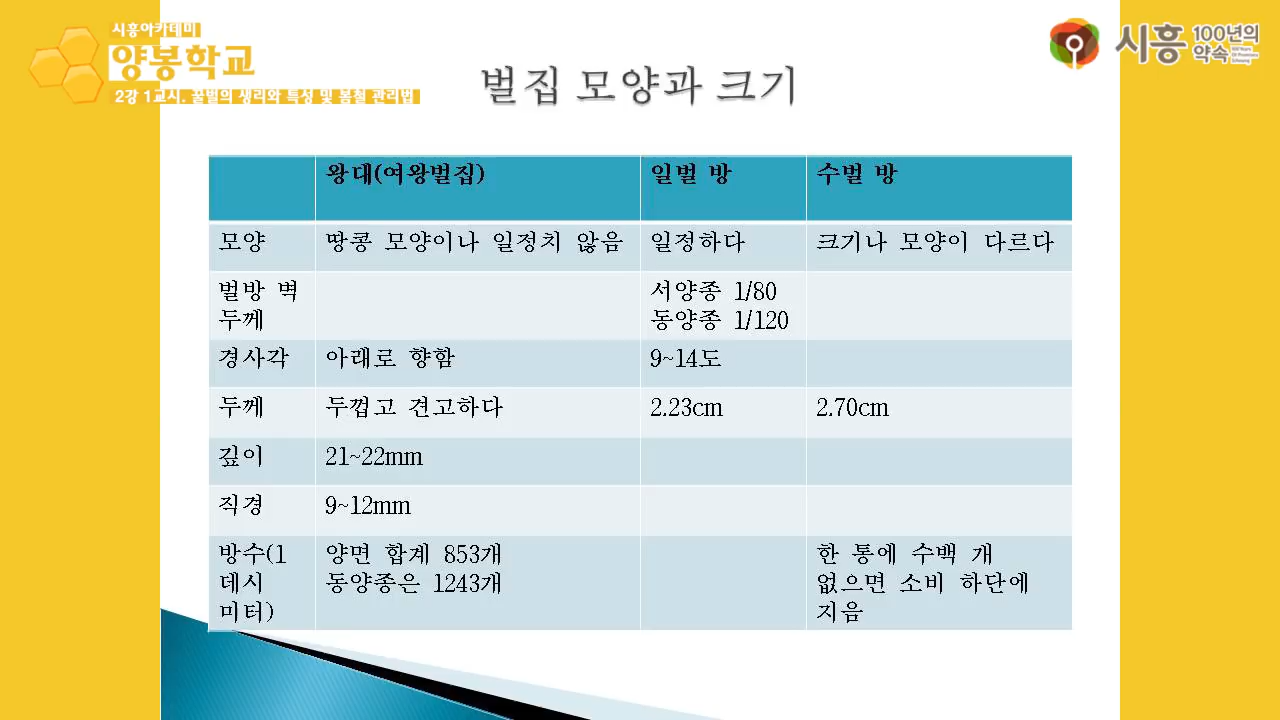 시흥아카데미
양봉학교
2강 1교시. 꿀벌의 생리와 특성 및 봄철 관리법
시흥 100년의 약속
벌집 모양과 크기
왕대(여왕벌집) 일벌 방 수벌 방
모양 땅콩 모양이나 일정치 않음 일정하다 크기나 모양이 다르다
벌방 벽 두께 서양종 1/80
동양종 1/120
경사각 아래로 향함 9~14도
두께 두껍고 견고하다 2.23cm 2.70cm
깊이 21~22mm
직경 9~12mm
방수(1 데시 미터) 양면 합계 853개
동양종은 1243개
한 통에 수백 개
없으면 소비 하단에
지음